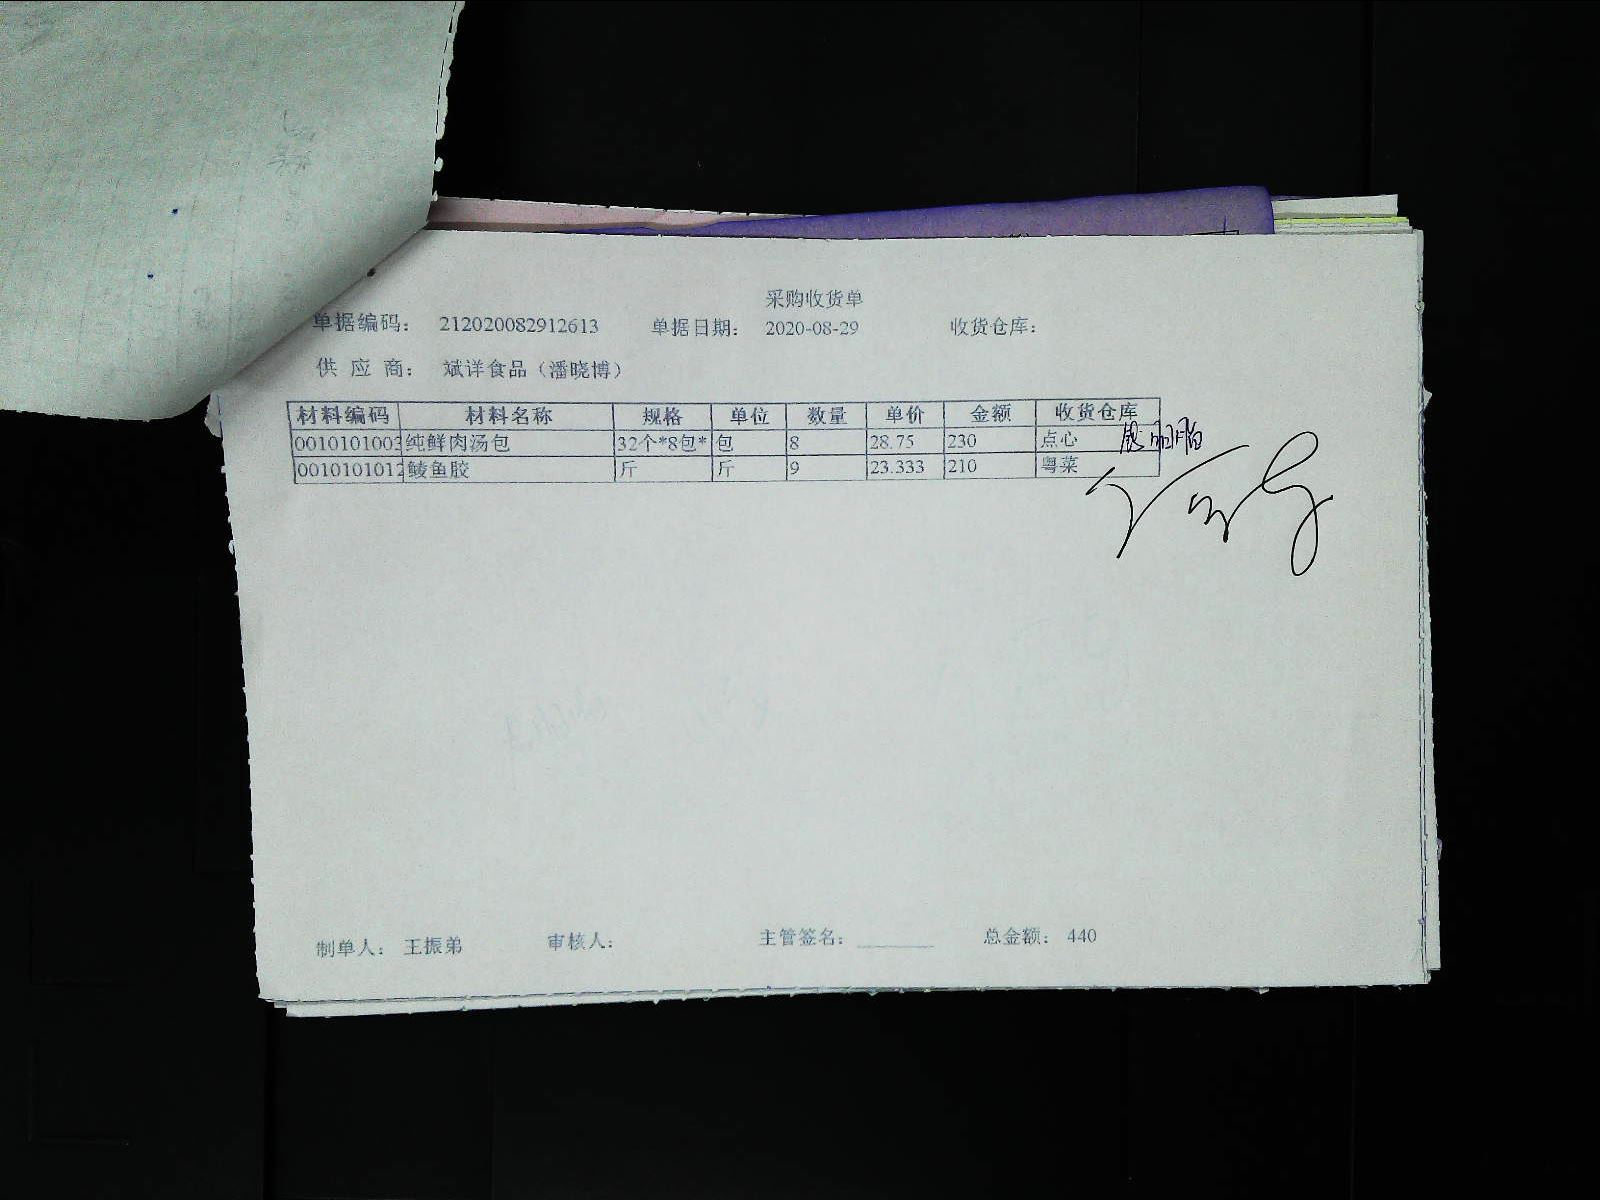 采购收货单
单据编码： 212020082912613 单据日期： 2020-08-29 收货仓库：
供 应 商： 斌洋食品（潘晓博）
材料编码 材料名称 规格 单位 数量 单价 金额 收货仓库
0010101003 纯鲜肉汤包 32个*8包* 包 8 28.75 230 点心
0010101012 鲮鱼胶 斤 斤 9 23.333 210 粤菜
制单人： 王振弟 审核人： 主管签名： 总金额： 440